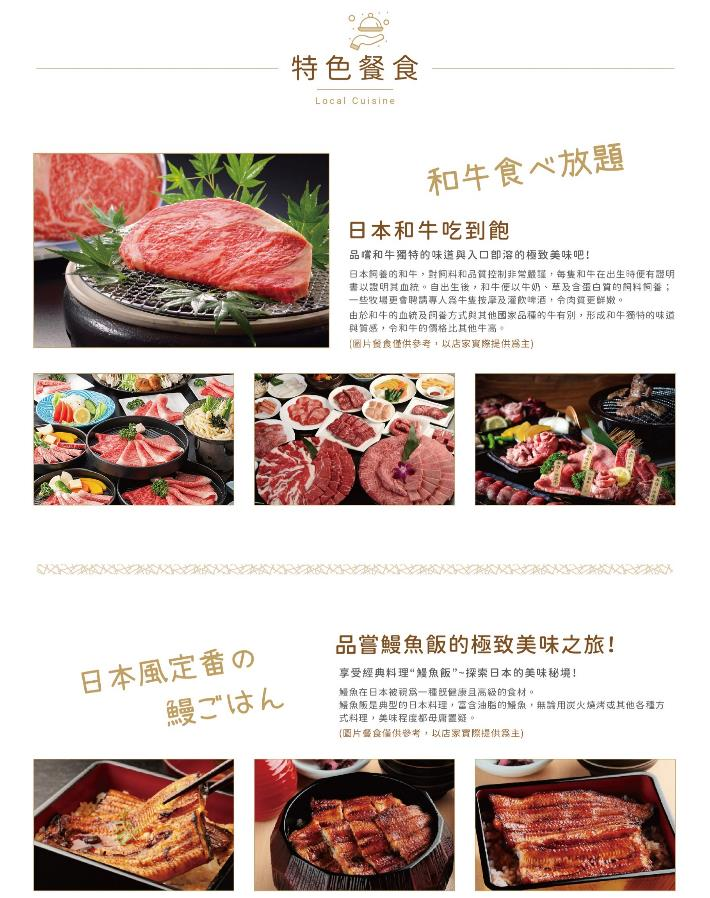 特色餐食
Local Cuisine
和牛食べ放題
日本和牛吃到飽
品嚐和牛獨特的味道與入口即溶的極致美味吧！
日本飼養的和牛，對飼料和品質控制非常嚴謹，每隻和牛在出生時便有證明
書以證明其血統。自出生後，和牛便以牛奶、草及含蛋白質的飼料飼養；
一些牧場更會聘請專人為牛隻按摩及灌飲啤酒，令肉質更鮮嫩。
由於和牛的血統及飼養方式與其他國家品種的牛有別，形成和牛獨特的味道
與質感，令和牛的價格比其他牛高。
(圖片餐食僅供參考，以店家實際提供為主)
品嘗鰻魚飯的極致美味之旅！
享受經典料理“鰻魚飯”~探索日本的美味秘境！
日本風定番の
鰻ごはん
鰻魚在日本被視為一種既健康且高級的食材。
鰻魚飯是典型的日本料理，富含油脂的鰻魚，無論用炭火燒烤或其他各種方
式料理，美味程度都毋庸置疑。
(圖片餐食僅供參考，以店家實際提供為主)